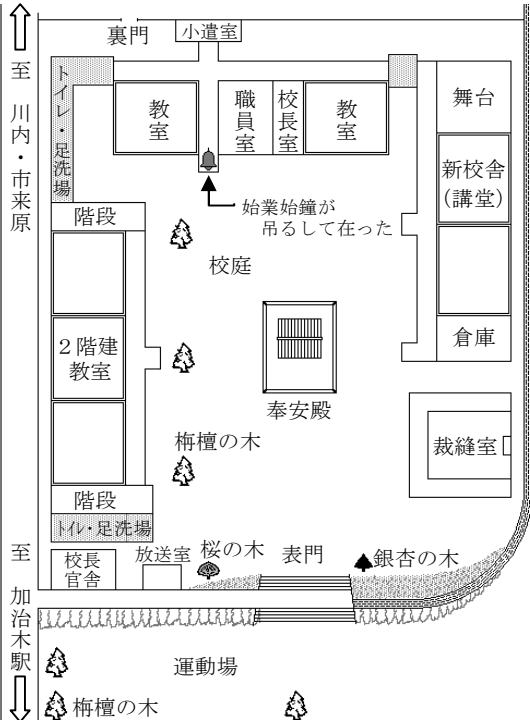 裏門
小遣室
至 川内・市来原
トイレ・足洗場
教室
職員室
校長室
教室
舞台
新校舎
(講堂)
始業始鐘が
吊るして在った
階段
校庭
2階建
教室
倉庫
奉安殿
栴檀の木
裁縫室
階段
トイレ・足洗場
至 加治木駅
校長
官舎
放送室
桜の木
表門
銀杏の木
運動場
栴檀の木